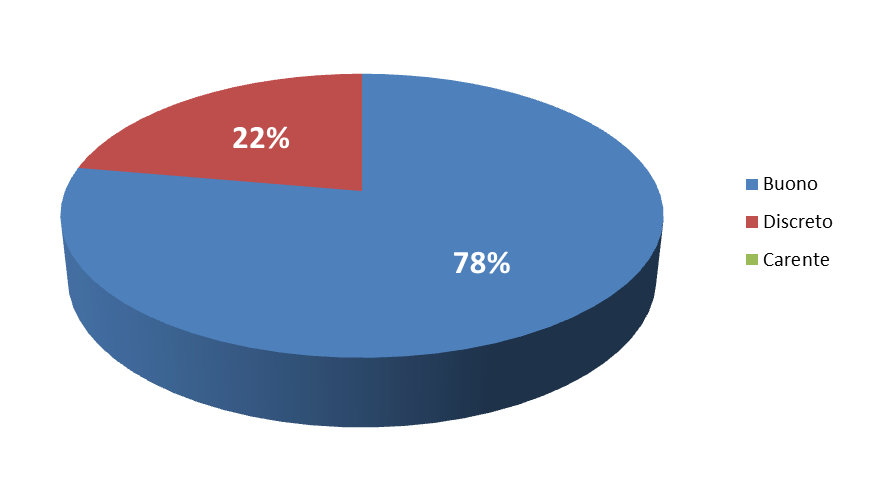 22%
78%
Buono
Discreto
Carente